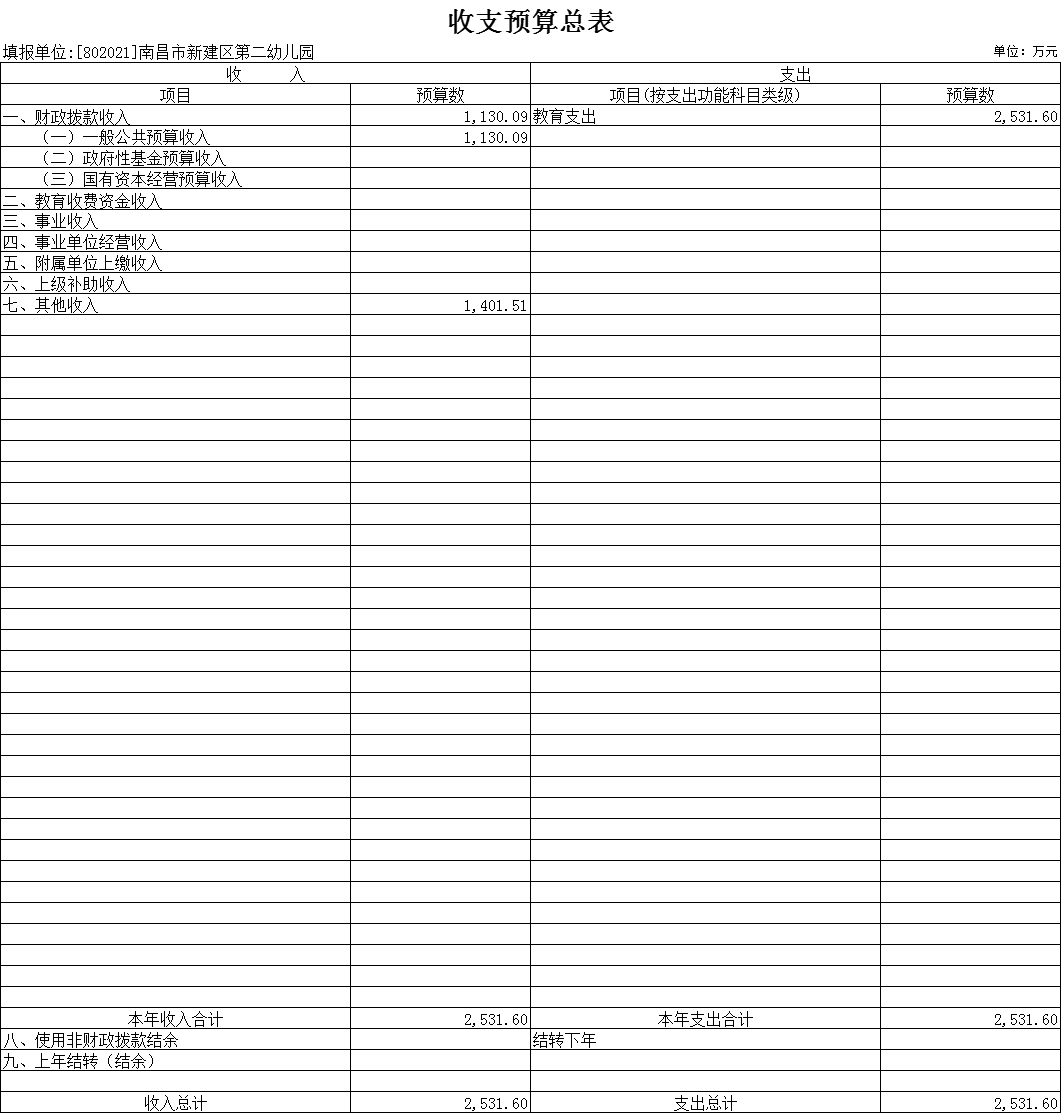 收支预算总表
填报单位:[802021]南昌市新建区第二幼儿园 单位：万元
收 入 支出
项目 预算数 项目(按支出功能科目类级) 预算数
一、财政拨款收入 1,130.09 教育支出 2,531.60
（一）一般公共预算收入 1,130.09
（二）政府性基金预算收入
（三）国有资本经营预算收入
二、教育收费资金收入
三、事业收入
四、事业单位经营收入
五、附属单位上缴收入
六、上级补助收入
七、其他收入 1,401.51
本年收入合计 2,531.60 本年支出合计 2,531.60
八、使用非财政拨款结余 结转下年
九、上年结转（结余）
收入总计 2,531.60 支出总计 2,531.60